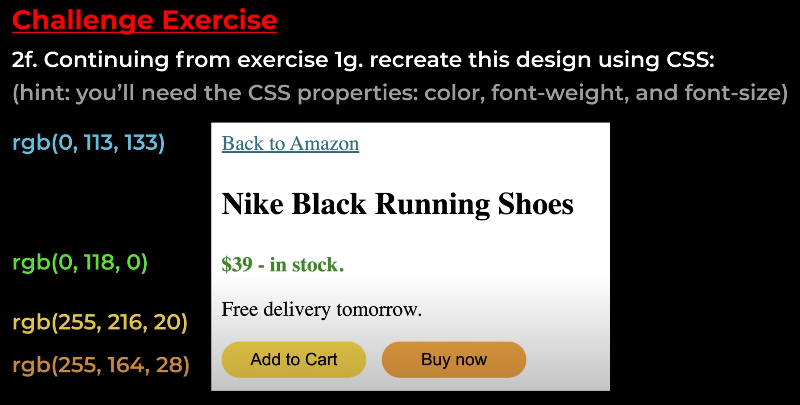 Challenge Exercise
2f. Continuing from exercise 1g. recreate this design using CSS:
(hint: you'll need the CSS properties: color, font-weight, and font-size)
rgb(0, 113, 133)
Back to Amazon
Nike Black Running Shoes
rgb(0, 118, 0)
$39 - in stock.
Free delivery tomorrow.
rgb(255, 216, 20)
Add to Cart
Buy now
rgb(255, 164, 28)